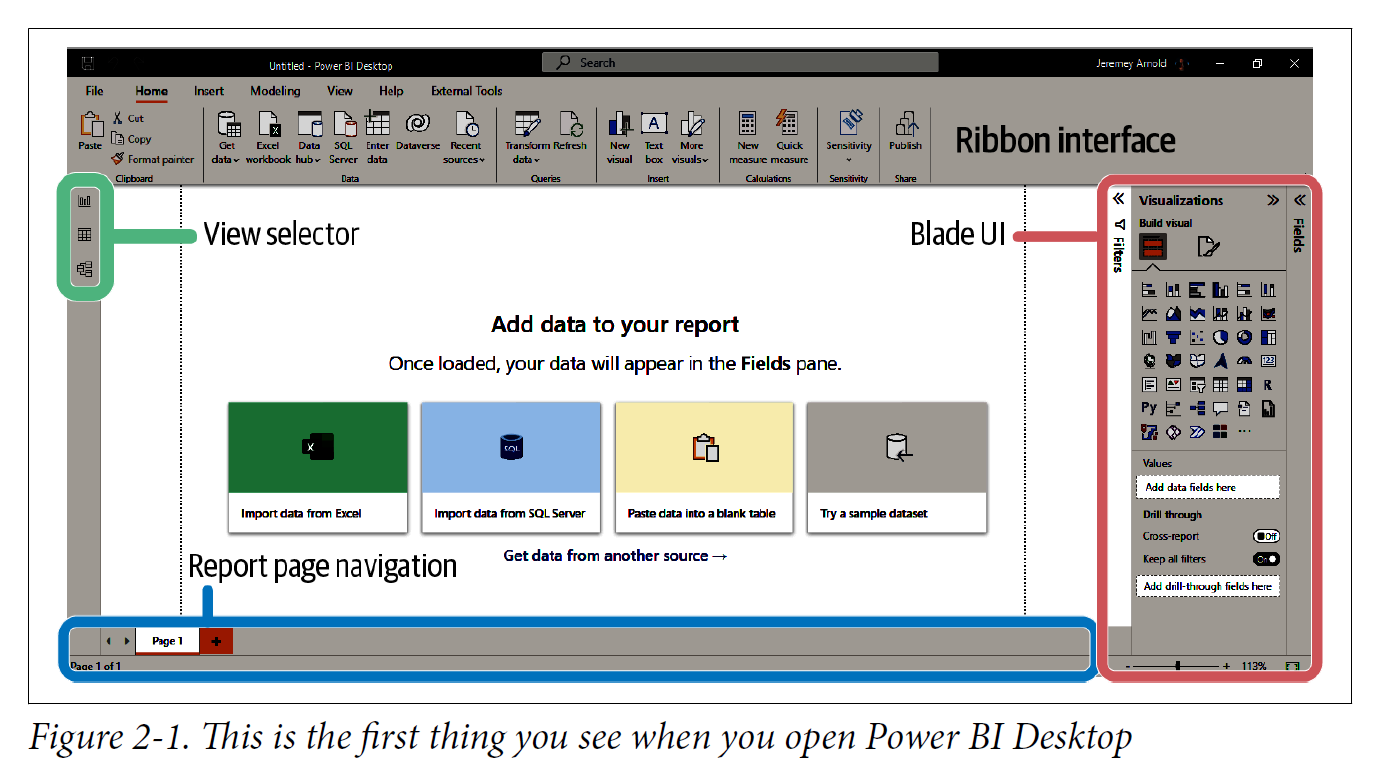 Untitled - Power BI Desktop
Search
Jeremey Arnold
File Home Insert Modeling View Help External Tools
Paste
Cut
Copy
Format painter
Clipboard
Get data
Excel workbook
Data hub
SQL Server
Enter data
Dataverse
Recent sources
Data
Transform data
Refresh
Queries
New visual
Text box
More visuals
Insert
New measure
Quick measure
Calculations
Sensitivity
Sensitivity
Publish
Share
Ribbon interface
View selector
Blade UI
Filters
Visualizations
Build visual
Fields
123
R
Py
Values
Add data fields here
Drill through
Cross-report
Off
Keep all filters
On
Add drill-through fields here
Add data to your report
Once loaded, your data will appear in the Fields pane.
X
SQL
Import data from Excel
Import data from SQL Server
Paste data into a blank table
Try a sample dataset
Get data from another source →
Report page navigation
Page 1
+
Page 1 of 1
- + 113%
Figure 2-1. This is the first thing you see when you open Power BI Desktop